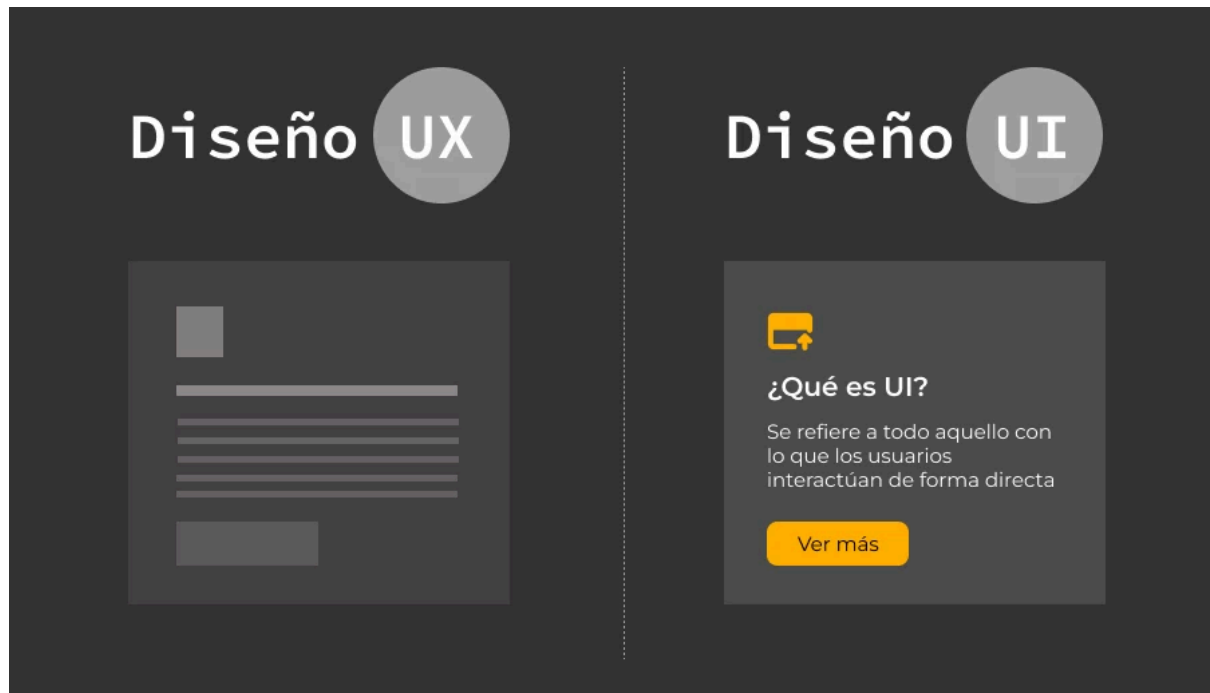 Diseño UX
Diseño UI
¿Qué es UI?
Se refiere a todo aquello con
lo que los usuarios
interactúan de forma directa
Ver más